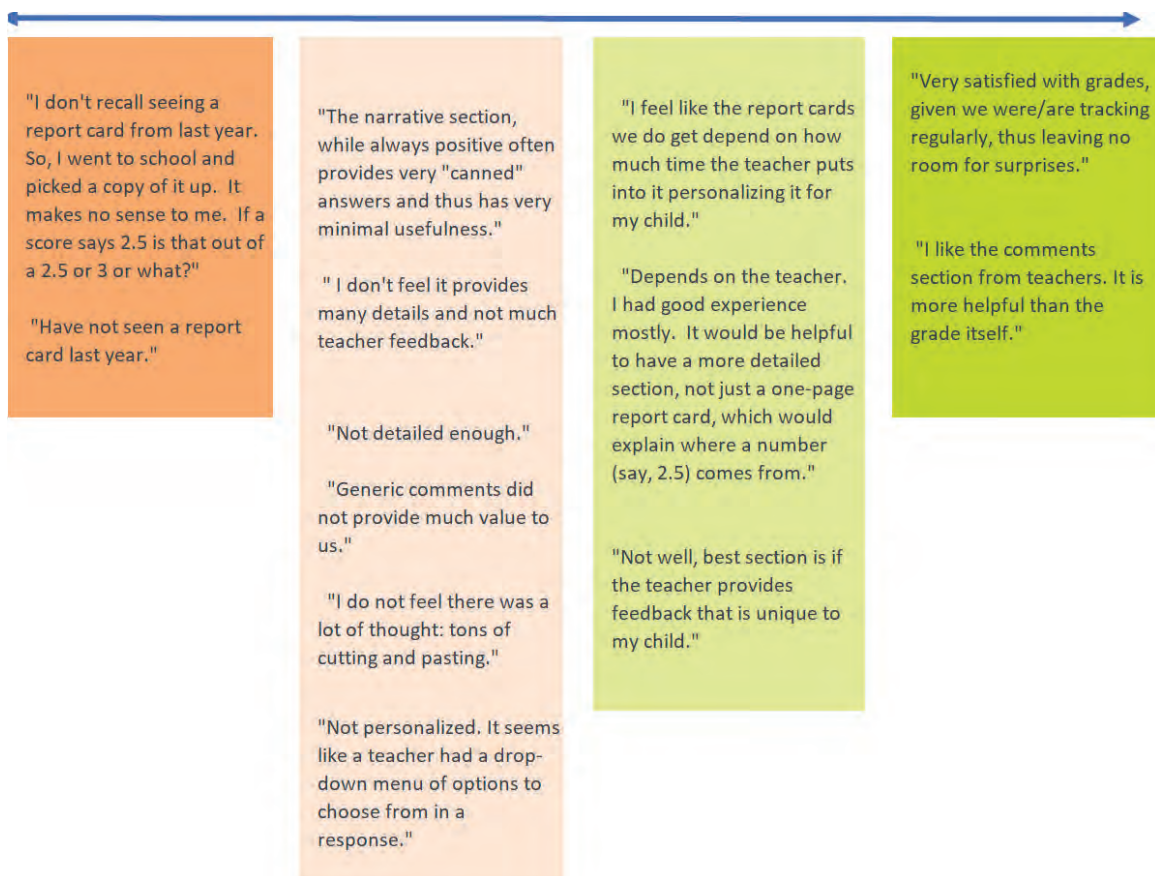 "I don't recall seeing a
report card from last year.
So, I went to school and
picked a copy of it up.  It
makes no sense to me.  If a
score says 2.5 is that out of
a 2.5 or 3 or what?"
"Have not seen a report
card last year."
"The narrative section,
while always positive often
provides very "canned"
answers and thus has very
minimal usefulness."
" I don't feel it provides
many details and not much
teacher feedback."
"Not detailed enough."
"Generic comments did
not provide much value to
us."
"I do not feel there was a
lot of thought: tons of
cutting and pasting."
"Not personalized. It seems
like a teacher had a drop-
down menu of options to
choose from in a
response."
"I feel like the report cards
we do get depend on how
much time the teacher puts
into it personalizing it for
my child."
"Depends on the teacher.
I had good experience
mostly.  It would be helpful
to have a more detailed
section, not just a one-page
report card, which would
explain where a number
(say, 2.5) comes from."
"Not well, best section is if
the teacher provides
feedback that is unique to
my child."
"Very satisfied with grades,
given we were/are tracking
regularly, thus leaving no
room for surprises."
"I like the comments
section from teachers. It is
more helpful than the
grade itself."